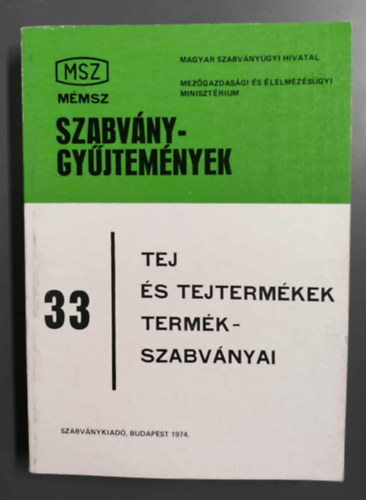 MSZ
MÉMSZ
MAGYAR SZABVÁNYÜGYI HIVATAL
MEZŐGAZDASÁGI ÉS ÉLELMEZÉSÜGYI
MINISZTÉRIUM
SZABVÁNY-
GYŰJTEMÉNYEK
33
TEJ
ÉS TEJTERMÉKEK
TERMÉK-
SZABVÁNYAI
SZABVÁNYKIADÓ, BUDAPEST 1974.